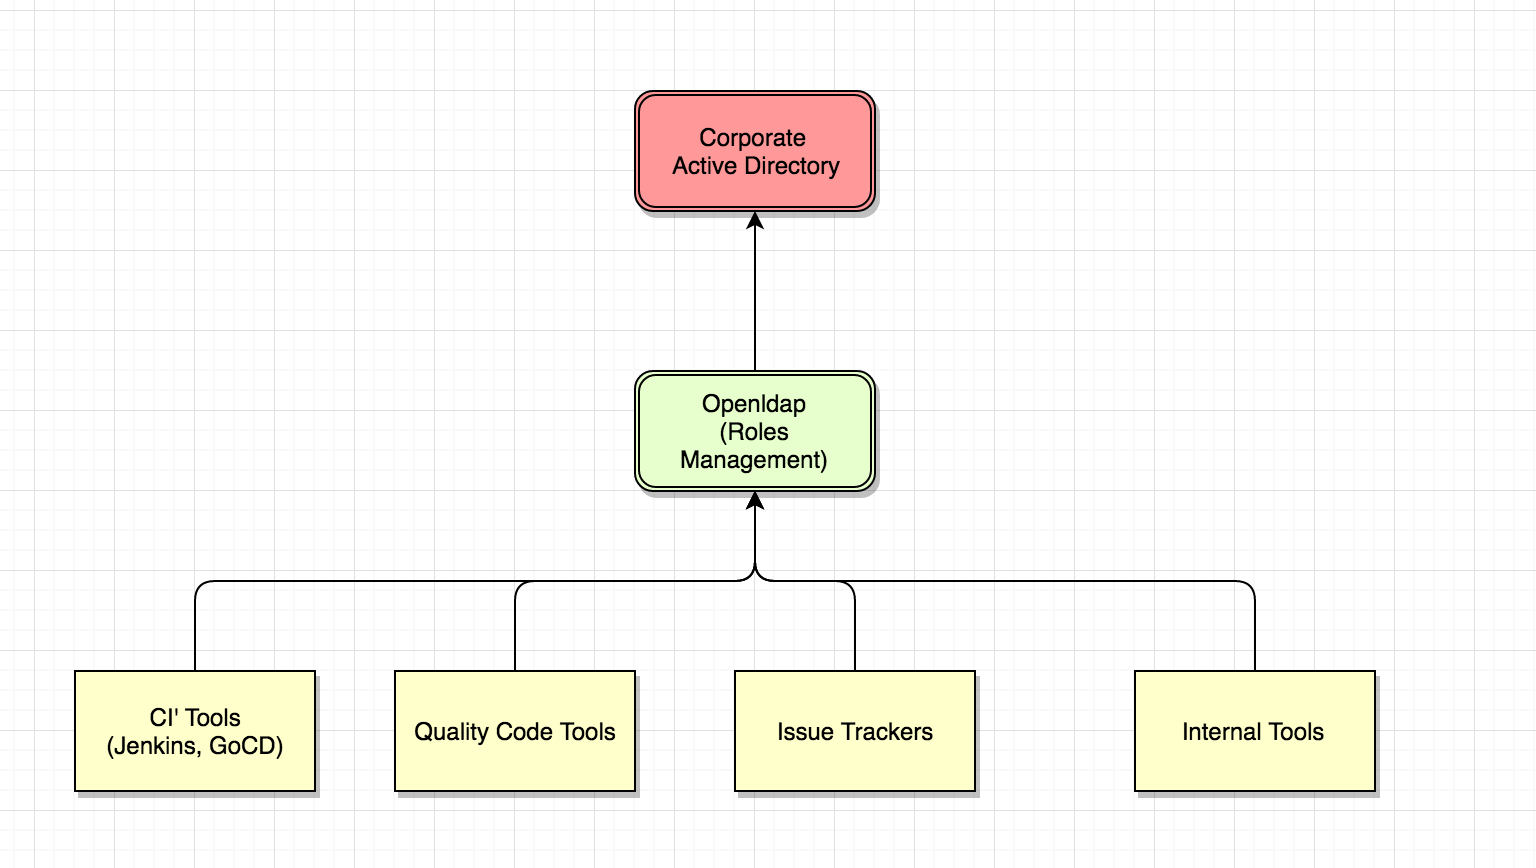 Corporate
Active Directory
Openldap
(Roles
Management)
CI' Tools
(Jenkins, GoCD)
Quality Code Tools
Issue Trackers
Internal Tools